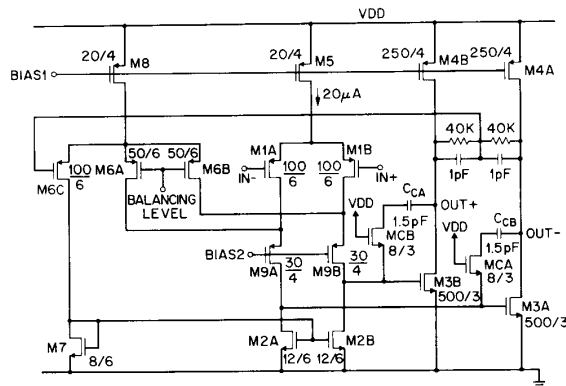 VDD
20/4 M8
20/4 M5
250/4 M4B
250/4 M4A
BIAS1
20μA
40K 40K
50/6 50/6
M1A M1B
M6C 100/6 M6A M6B
IN- 100/6 100/6 IN+
1pF 1pF
BALANCING LEVEL
CCA
OUT+
VDD 1.5pF
CCB
OUT-
VDD 1.5pF
BIAS2
MCB 8/3
MCA 8/3
M9A 30/4 M9B 30/4
M3B 500/3
M3A 500/3
M7 8/6
M2A 12/6 12/6 M2B